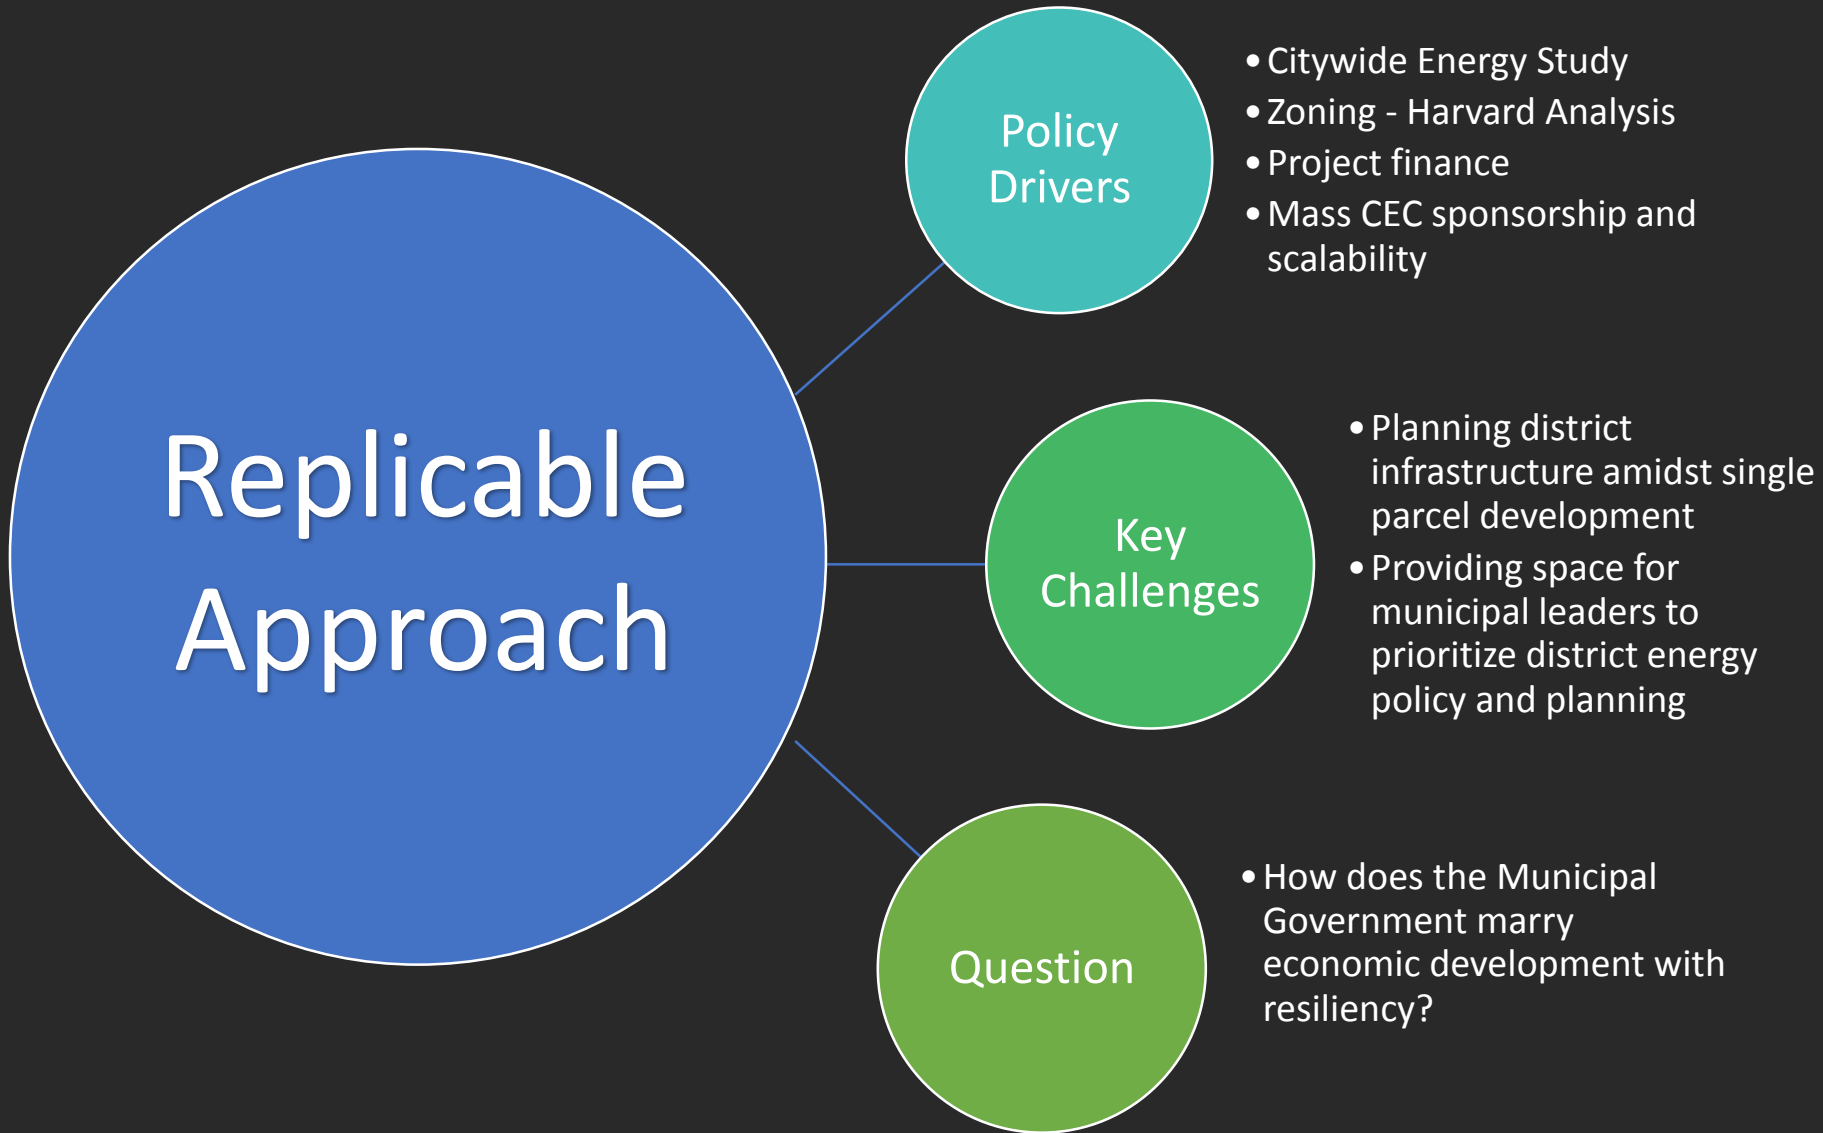 Replicable
Approach
Policy
Drivers
• Citywide Energy Study
• Zoning - Harvard Analysis
• Project finance
• Mass CEC sponsorship and
scalability
Key
Challenges
• Planning district
infrastructure amidst single
parcel development
• Providing space for
municipal leaders to
prioritize district energy
policy and planning
Question
• How does the Municipal
Government marry
economic development with
resiliency?